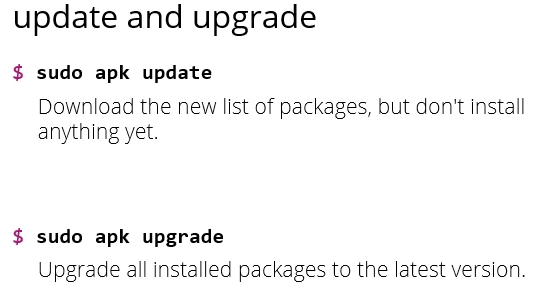 update and upgrade
$ sudo apk update
Download the new list of packages, but don't install
anything yet.
$ sudo apk upgrade
Upgrade all installed packages to the latest version.